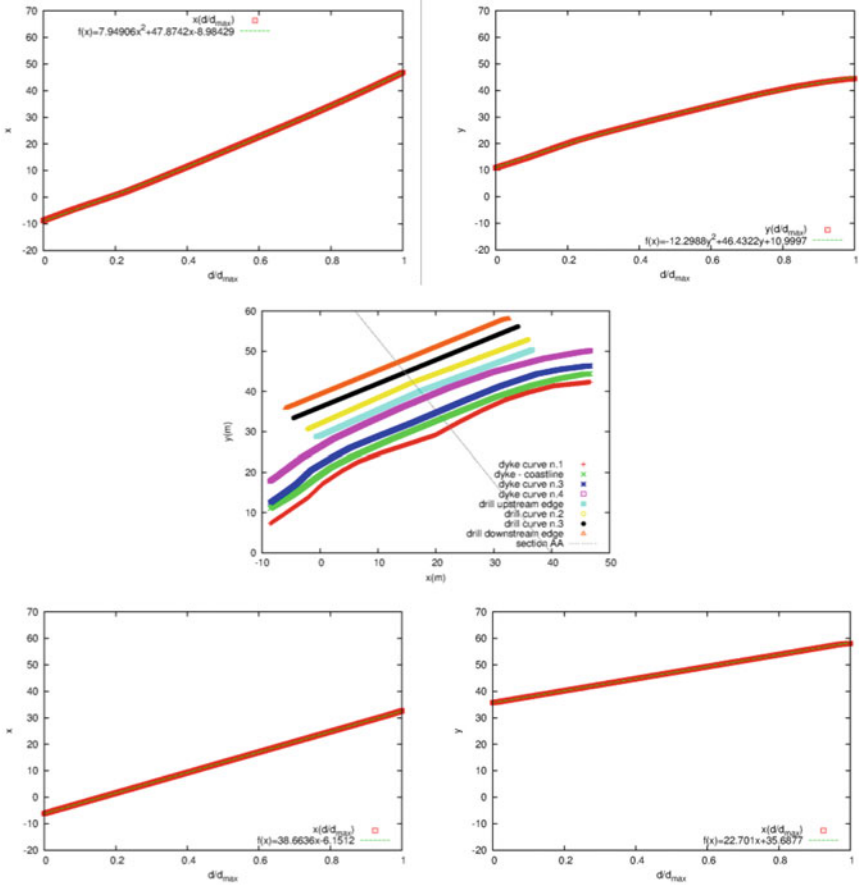 x(d/dmax)
f(x)=7.94906x²+47.8742x-8.98429
70
60
50
40
30
20
10
0
-10
-20
x
0 0.2 0.4 0.6 0.8 1
d/dmax
70
60
50
40
30
20
10
0
-10
-20
y
y(d/dmax)
f(x)=-12.2988y²+46.4322y+10.9997
0 0.2 0.4 0.6 0.8 1
d/dmax
60
50
40
30
20
10
0
y(m)
dyke curve n.1
dyke - coastline
dyke curve n.3
dyke curve n.4
drill upstream edge
drill curve n.2
drill curve n.3
drill downstream edge
section AA
-10 0 10 20 30 40 50
x(m)
70
60
50
40
30
20
10
0
-10
-20
x
x(d/dmax)
f(x)=38.6636x-6.1512
0 0.2 0.4 0.6 0.8 1
d/dmax
70
60
50
40
30
20
10
0
-10
-20
y
x(d/dmax)
f(x)=22.701x+35.6877
0 0.2 0.4 0.6 0.8 1
d/dmax